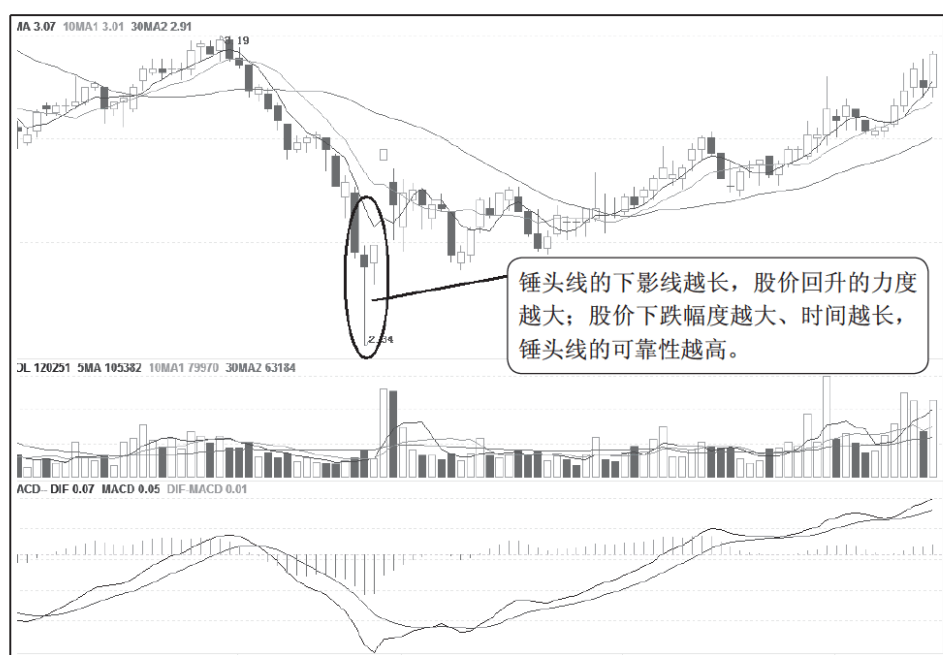 MA 3.07 10MA1 3.01 30MA2 2.91
3.19
锤头线的下影线越长，股价回升的力度
越大；股价下跌幅度越大、时间越长，
锤头线的可靠性越高。
OL 120251 5MA 105382 10MA1 79970 30MA2 63184
ACD– DIF 0.07 MACD 0.05 DIF-MACD 0.01